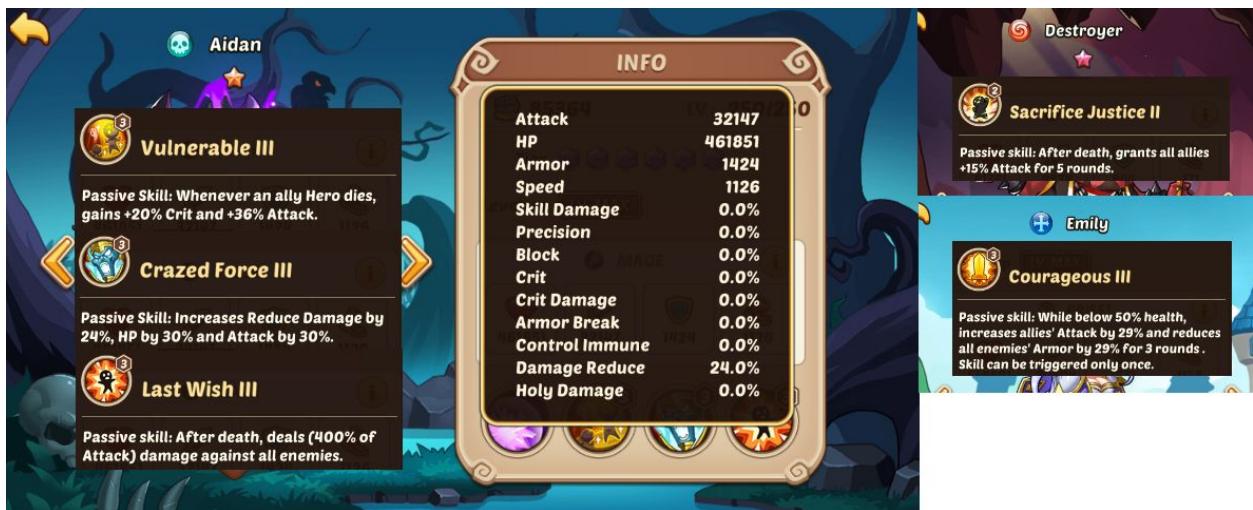 Aidan
3
Vulnerable III
Passive Skill: Whenever an ally Hero dies,
gains +20% Crit and +36% Attack.
3
Crazed Force III
Passive Skill: Increases Reduce Damage by
24%, HP by 30% and Attack by 30%.
3
Last Wish III
Passive skill: After death, deals (400% of
Attack) damage against all enemies.
INFO
Attack 32147
HP 461851
Armor 1424
Speed 1126
Skill Damage 0.0%
Precision 0.0%
Block 0.0%
Crit 0.0%
Crit Damage 0.0%
Armor Break 0.0%
Control Immune 0.0%
Damage Reduce 24.0%
Holy Damage 0.0%
Destroyer
2
Sacrifice Justice II
Passive skill: After death, grants all allies
+15% Attack for 5 rounds.
Emily
3
Courageous III
Passive skill: While below 50% health,
increases allies' Attack by 29% and reduces
all enemies' Armor by 29% for 3 rounds .
Skill can be triggered only once.